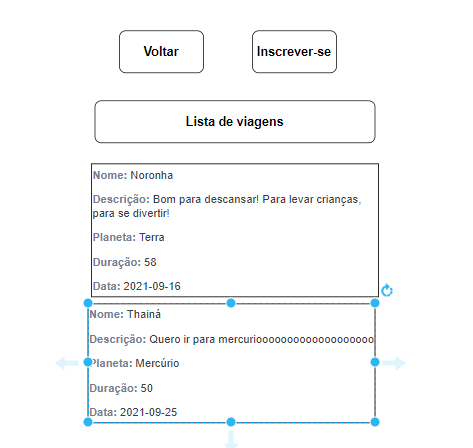 Voltar
Inscrever-se
Lista de viagens
Nome: Noronha
Descrição: Bom para descansar! Para levar crianças,
para se divertir!
Planeta: Terra
Duração: 58
Data: 2021-09-16
Nome: Thainá
Descrição: Quero ir para mercuriooooooooooooooooooo
Planeta: Mercúrio
Duração: 50
Data: 2021-09-25